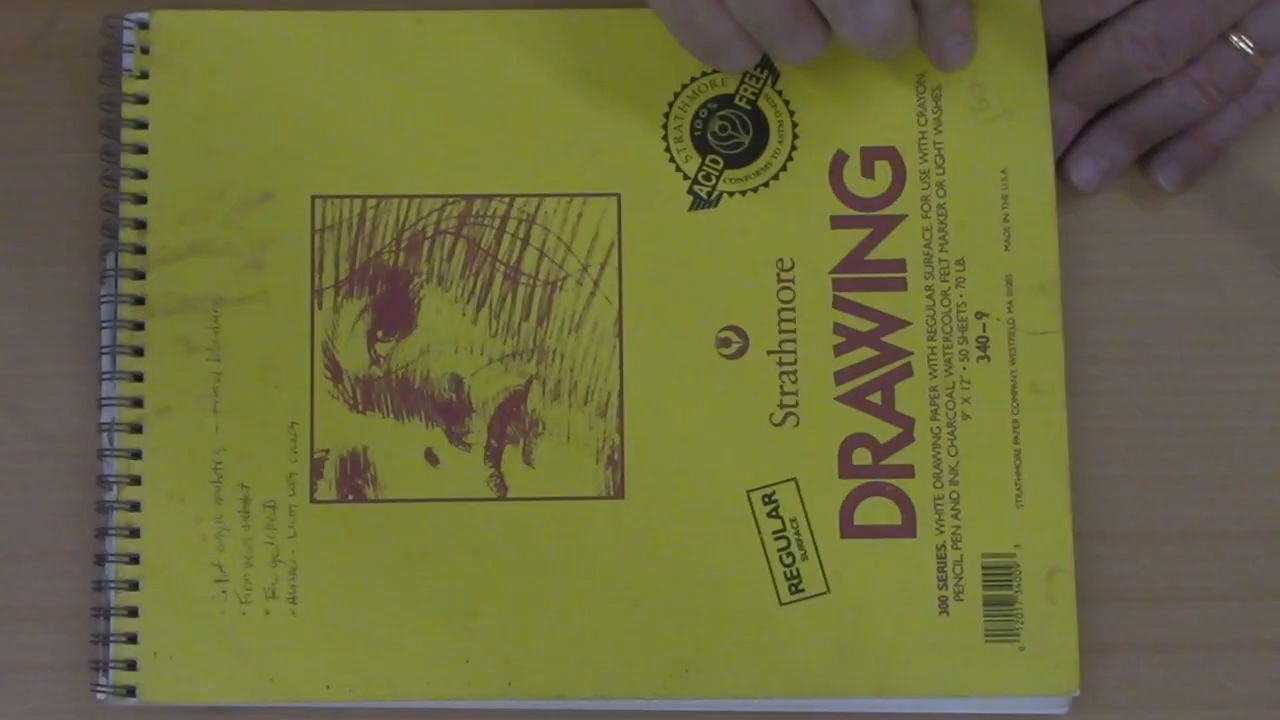 STRATHMORE
100%
ACID FREE
CONFORMS TO ASTM D
Strathmore
REGULAR
SURFACE
DRAWING
300 SERIES. WHITE DRAWING PAPER WITH REGULAR SURFACE. FOR USE WITH CRAYON,
PENCIL, PEN AND INK, CHARCOAL, WATERCOLOR, FELT MARKER OR LIGHT WASHES.
9" X 12" • 50 SHEETS • 70 LB.
340-9
STRATHMORE PAPER COMPANY, WESTFIELD, MA 01085 MADE IN THE U.S.A.